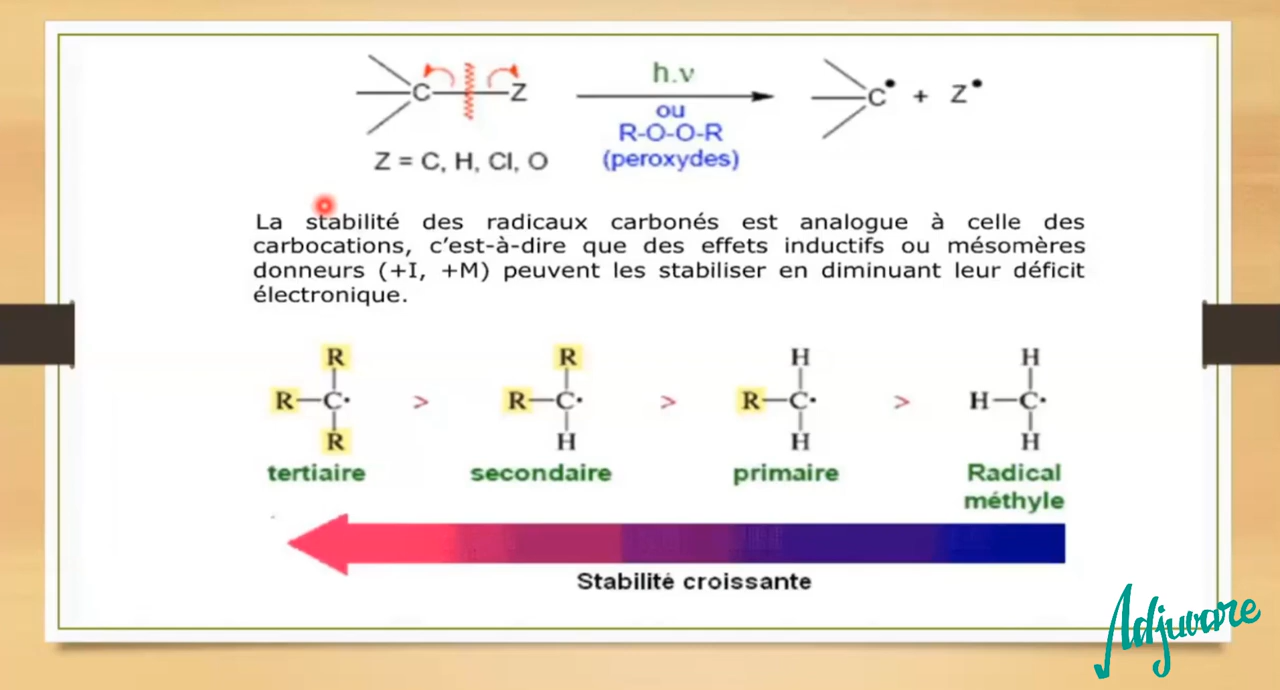 C Z h.ν C• + Z•
ou
R-O-O-R
Z = C, H, Cl, O (peroxydes)
La stabilité des radicaux carbonés est analogue à celle des
carbocations, c'est-à-dire que des effets inductifs ou mésomères
donneurs (+I, +M) peuvent les stabiliser en diminuant leur déficit
électronique.
R R H H
R—C· > R—C· > R—C· > H—C·
R H H H
tertiaire secondaire primaire Radical
méthyle
Stabilité croissante
Adjuvare